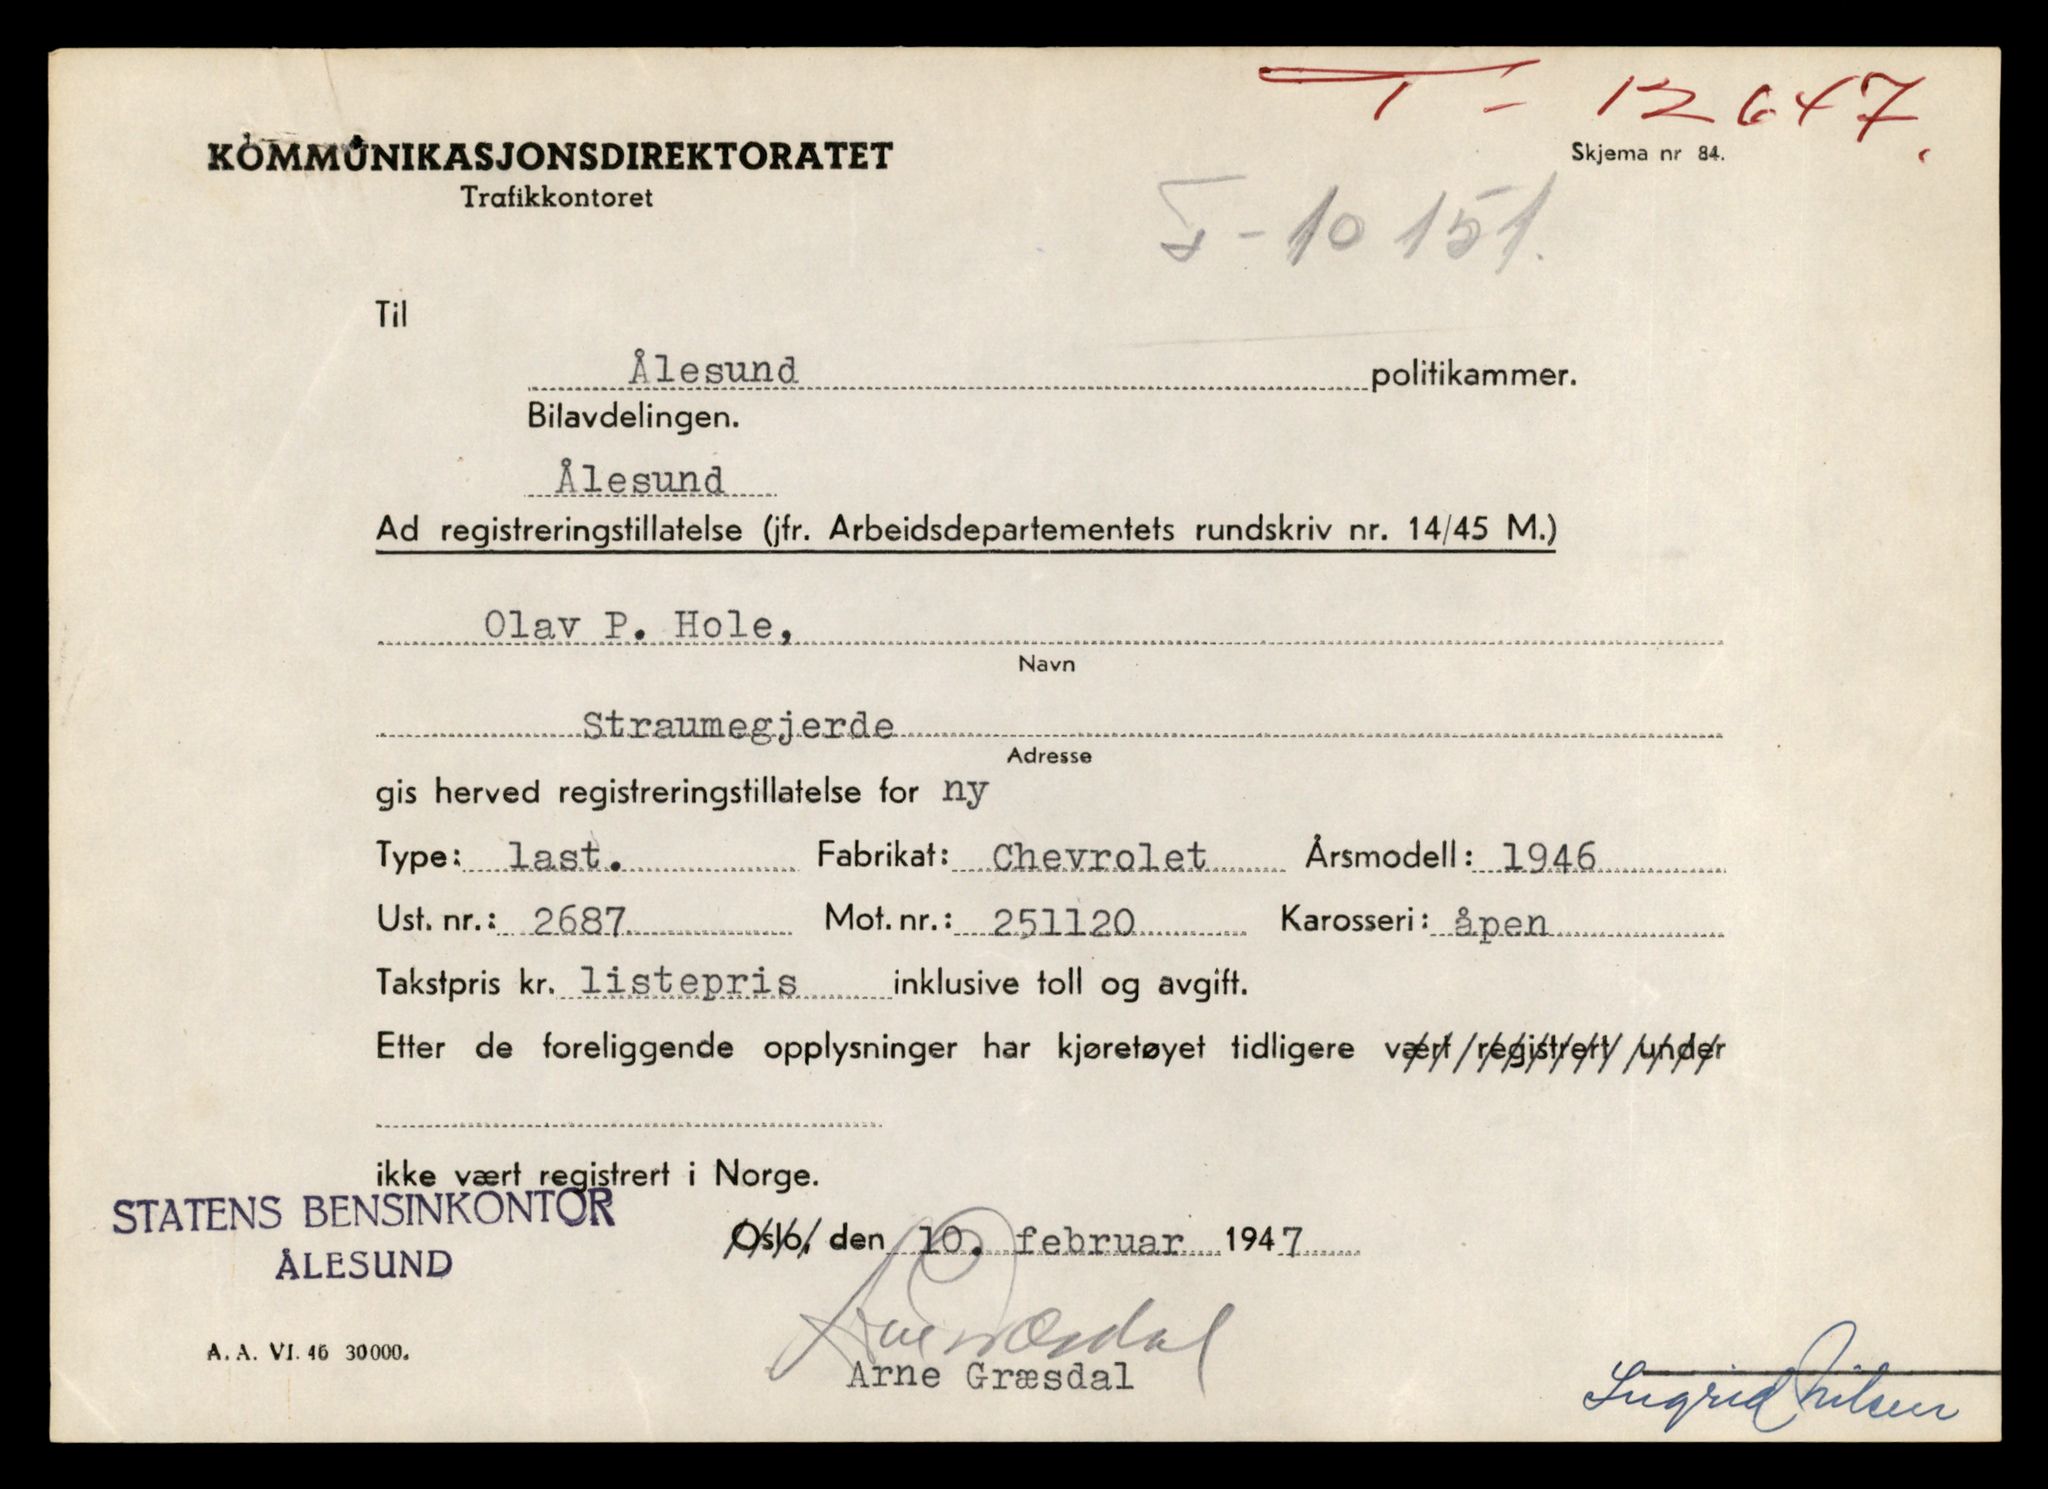 T - 12647.
KOMMUNIKASJONSDIREKTORATET
Skjema nr 84.
Trafikkontoret
T-10151.
Til
Ålesund politikammer.
Bilavdelingen.
Ålesund
Ad registreringstillatelse (jfr. Arbeidsdepartementets rundskriv nr. 14/45 M.)
Olav P. Hole,
Navn
Straumegjerde
Adresse
gis herved registreringstillatelse for ny
Type: last. Fabrikat: Chevrolet Årsmodell: 1946
Ust. nr.: 2687 Mot. nr.: 251120 Karosseri: åpen
Takstpris kr. listepris inklusive toll og avgift.
Etter de foreliggende opplysninger har kjøretøyet tidligere vært registrert under
ikke vært registrert i Norge.
STATENS BENSINKONTOR
ÅLESUND
Oslo, den 10. februar 1947
Arne Græsdal
Arne Græsdal
A. A. VI. 46 30000.
Ingrid Nilsen